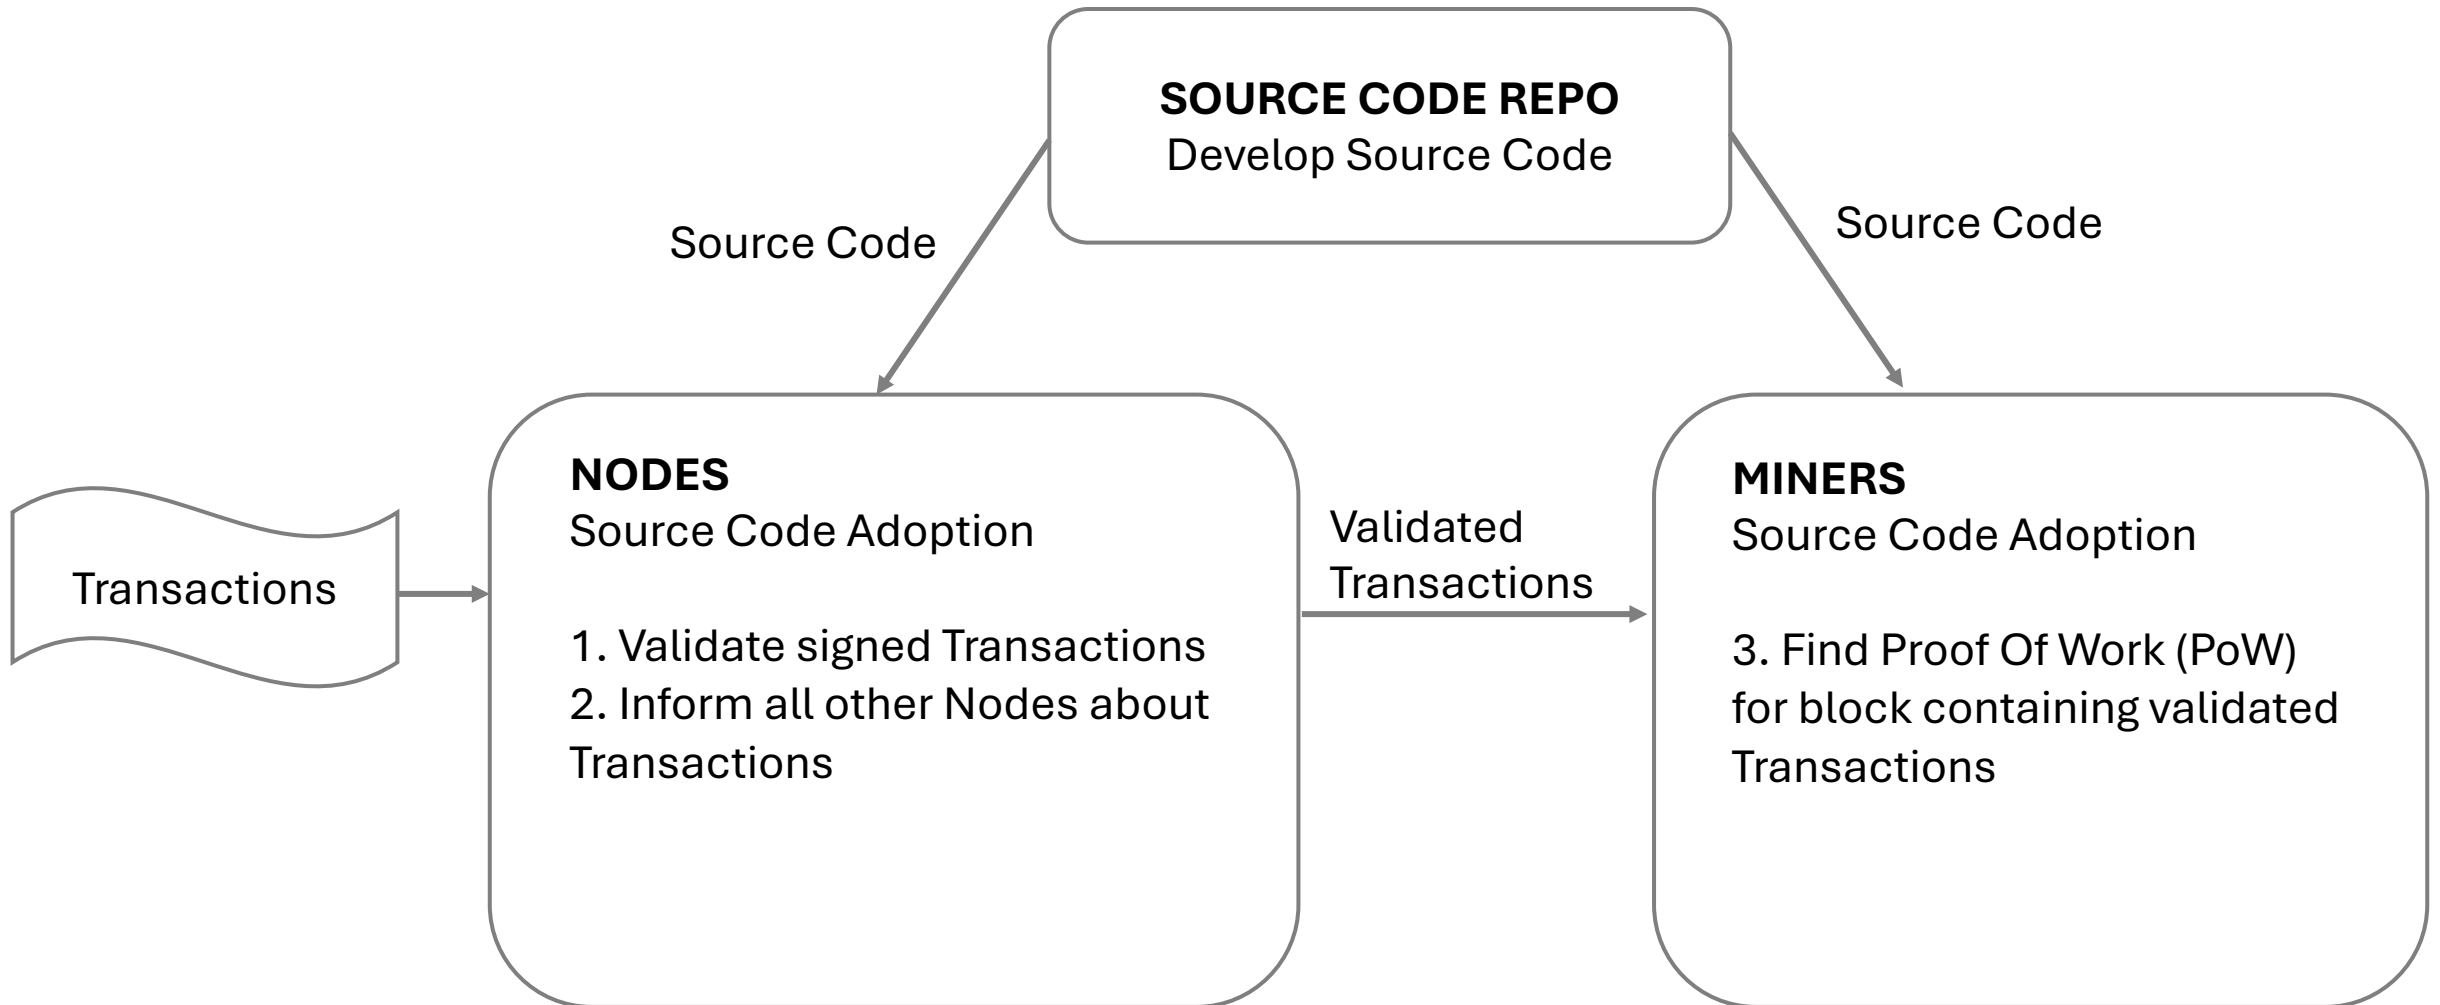 SOURCE CODE REPO
Develop Source Code
Source Code
Source Code
Transactions
NODES
Source Code Adoption
1. Validate signed Transactions
2. Inform all other Nodes about
Transactions
Validated
Transactions
MINERS
Source Code Adoption
3. Find Proof Of Work (PoW)
for block containing validated
Transactions